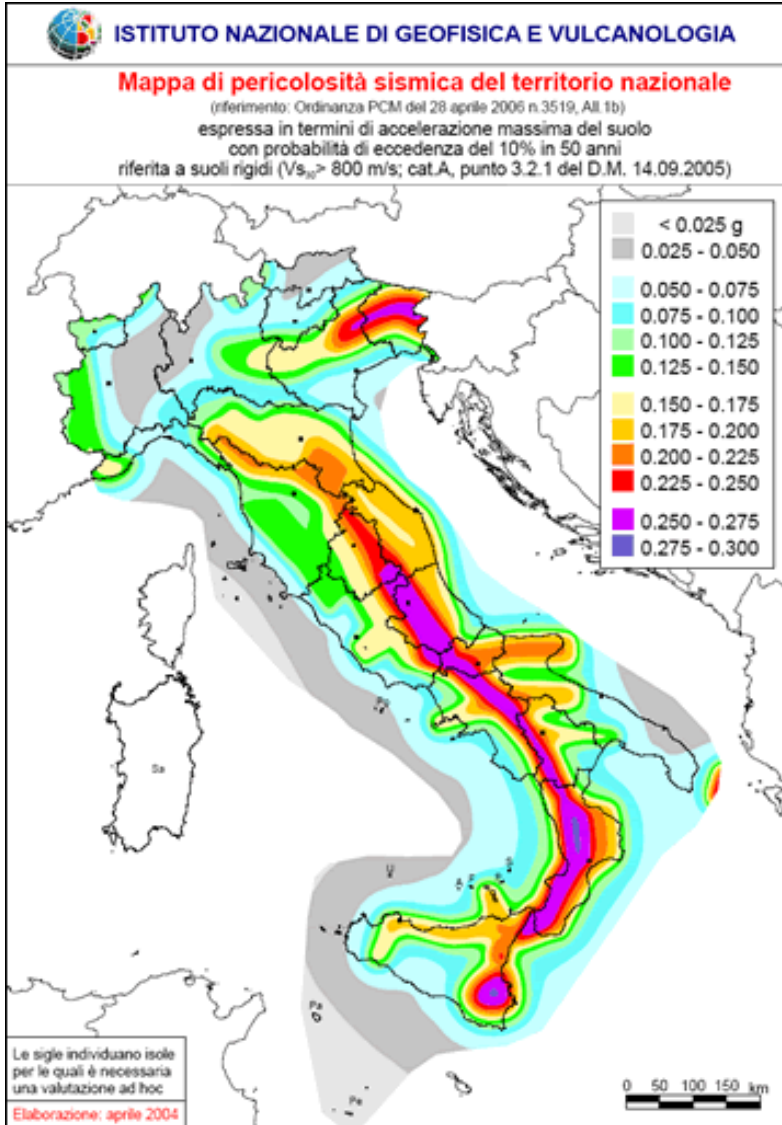 ISTITUTO NAZIONALE DI GEOFISICA E VULCANOLOGIA
Mappa di pericolosità sismica del territorio nazionale
(riferimento: Ordinanza PCM del 28 aprile 2006 n.3519, All.1b)
espressa in termini di accelerazione massima del suolo
con probabilità di eccedenza del 10% in 50 anni
riferita a suoli rigidi (Vs₃₀> 800 m/s; cat.A, punto 3.2.1 del D.M. 14.09.2005)
< 0.025 g
0.025 - 0.050
0.050 - 0.075
0.075 - 0.100
0.100 - 0.125
0.125 - 0.150
0.150 - 0.175
0.175 - 0.200
0.200 - 0.225
0.225 - 0.250
0.250 - 0.275
0.275 - 0.300
Sa
U
A
S
Pa
Pe
Le sigle individuano isole
per le quali è necessaria
una valutazione ad hoc
Elaborazione: aprile 2004
0 50 100 150 km